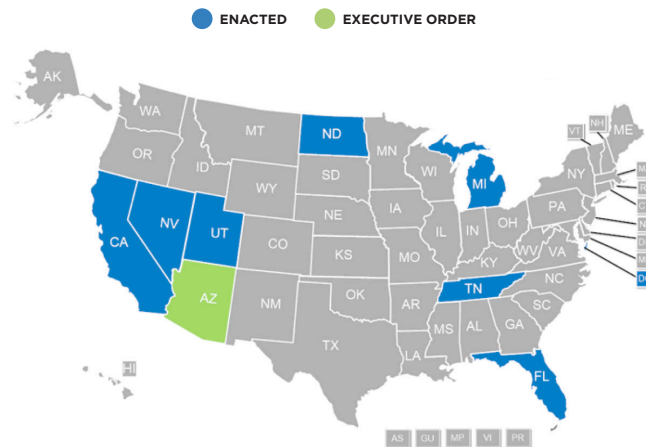 ENACTED EXECUTIVE ORDER
AK
WA
MT
ND
MN
ME
VT
NH
OR
ID
SD
WI
MI
NY
WY
IA
PA
NE
NV
UT
CO
IL
IN
OH
CA
KS
MO
WV
VA
KY
NC
TN
AZ
NM
OK
AR
SC
MS
AL
GA
TX
LA
HI
FL
AS GU MP VI PR